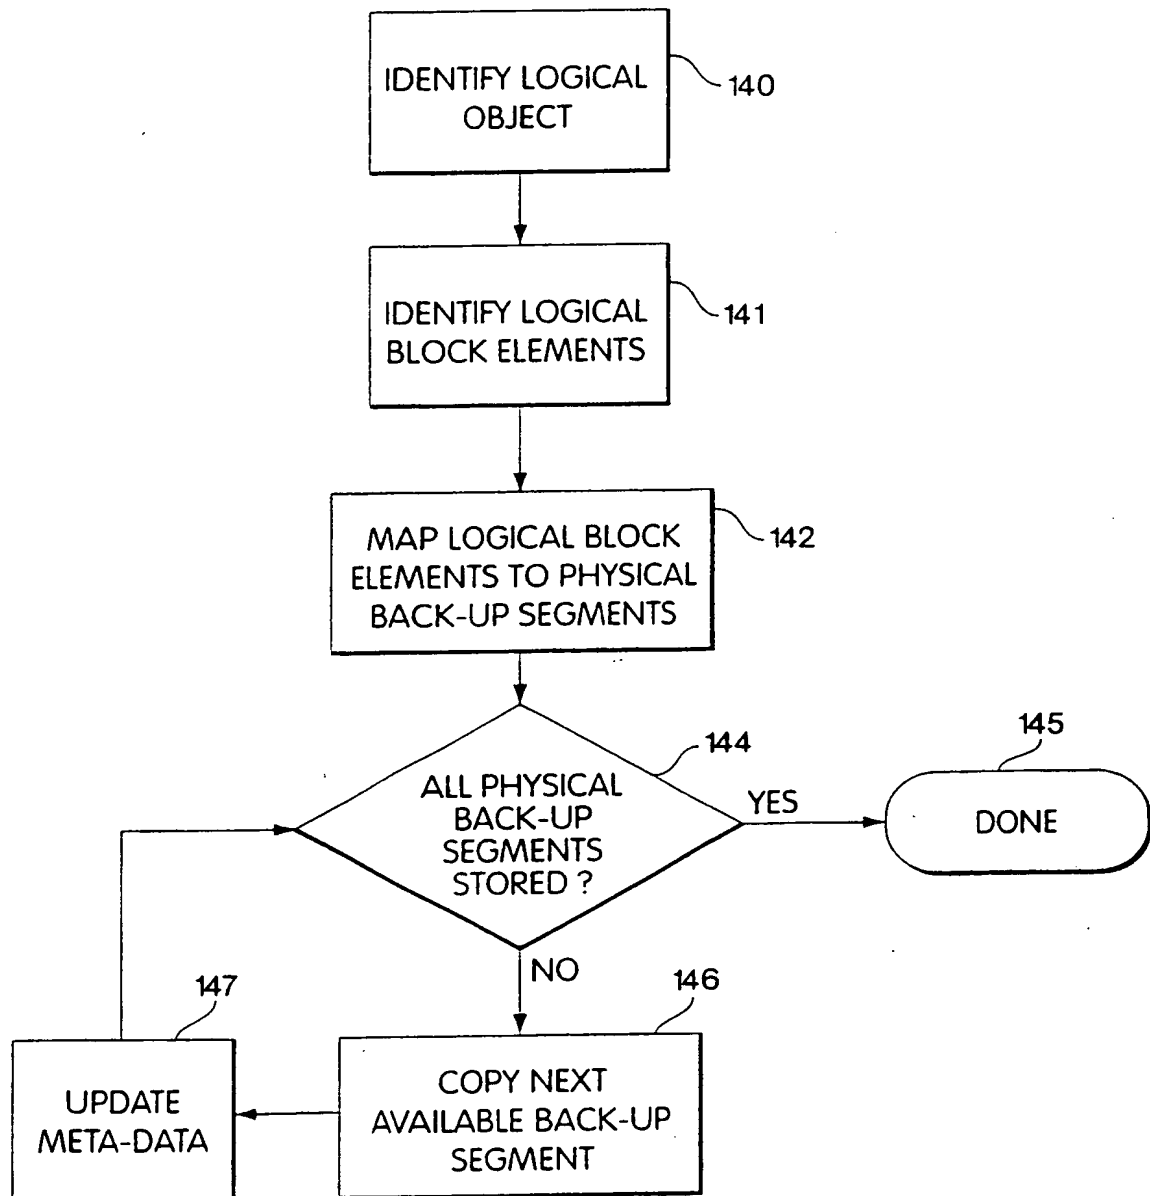 IDENTIFY LOGICAL
OBJECT
140
IDENTIFY LOGICAL
BLOCK ELEMENTS
141
MAP LOGICAL BLOCK
ELEMENTS TO PHYSICAL
BACK-UP SEGMENTS
142
144
145
ALL PHYSICAL
BACK-UP
SEGMENTS
STORED ?
YES
DONE
NO
147
146
UPDATE
META-DATA
COPY NEXT
AVAILABLE BACK-UP
SEGMENT